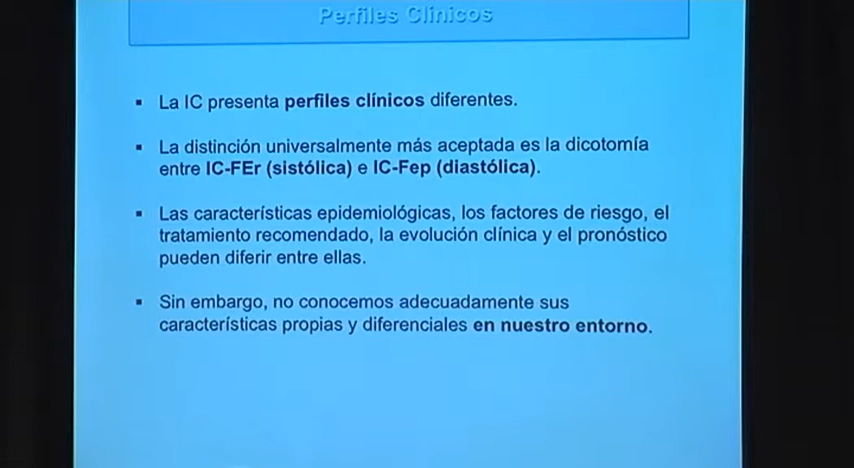 Perfiles Clínicos
▪ La IC presenta perfiles clínicos diferentes.
▪ La distinción universalmente más aceptada es la dicotomía
entre IC-FEr (sistólica) e IC-Fep (diastólica).
▪ Las características epidemiológicas, los factores de riesgo, el
tratamiento recomendado, la evolución clínica y el pronóstico
pueden diferir entre ellas.
▪ Sin embargo, no conocemos adecuadamente sus
características propias y diferenciales en nuestro entorno.